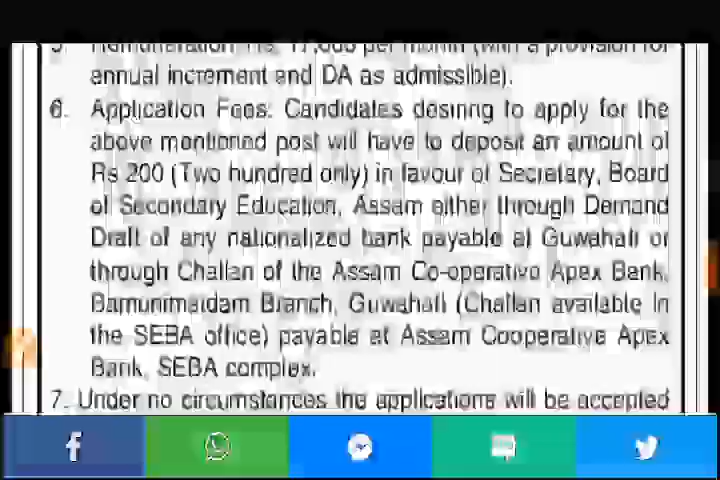 annual increment and DA as admissible).
6. Application Fees: Candidates desiring to apply for the
above mentioned post will have to deposit an amount of
Rs 200 (Two hundred only) in favour of Secretary, Board
of Secondary Education, Assam either through Demand
Draft of any nationalized bank payable at Guwahati or
through Challan of the Assam Co-operative Apex Bank,
Bamunimaidam Branch, Guwahati (Challan available in
the SEBA office) payable at Assam Cooperative Apex
Bank, SEBA complex.
7. Under no circumstances the applications will be accepted